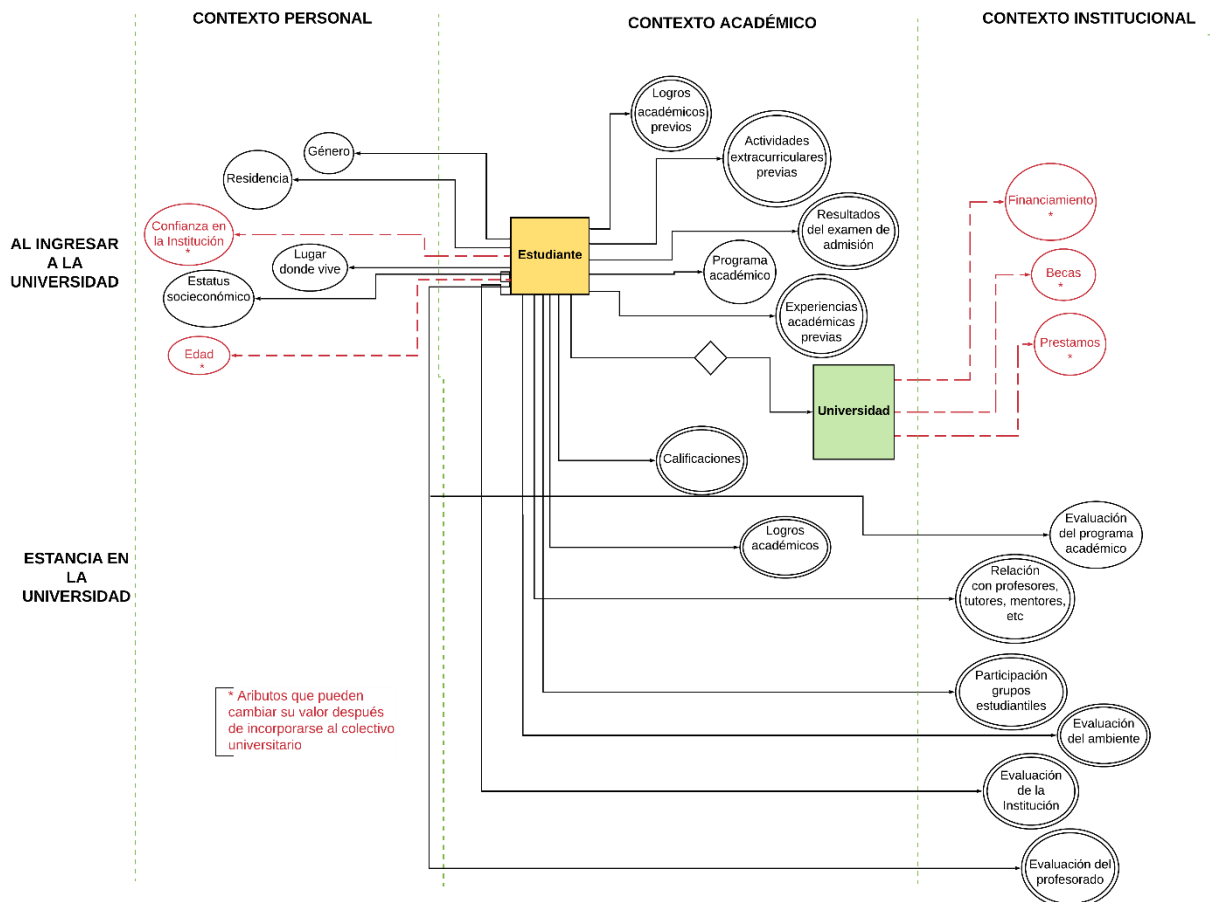 CONTEXTO PERSONAL
CONTEXTO ACADÉMICO
CONTEXTO INSTITUCIONAL
AL INGRESAR
A LA
UNIVERSIDAD
Género
Residencia
Confianza en
la Institución
*
Lugar
donde vive
Estatus
socioeconómico
Edad
*
Estudiante
Logros
académicos
previos
Actividades
extracurriculares
previas
Resultados
del examen de
admisión
Programa
académico
Experiencias
académicas
previas
Universidad
Financiamiento
*
Becas
*
Prestamos
*
ESTANCIA EN
LA
UNIVERSIDAD
Calificaciones
Logros
académicos
Evaluación
del programa
académico
Relación
con profesores,
tutores, mentores,
etc
Participación
grupos
estudiantiles
Evaluación
del ambiente
Evaluación
de la
Institución
Evaluación del
profesorado
* Aributos que pueden
cambiar su valor después
de incorporarse al colectivo
universitario